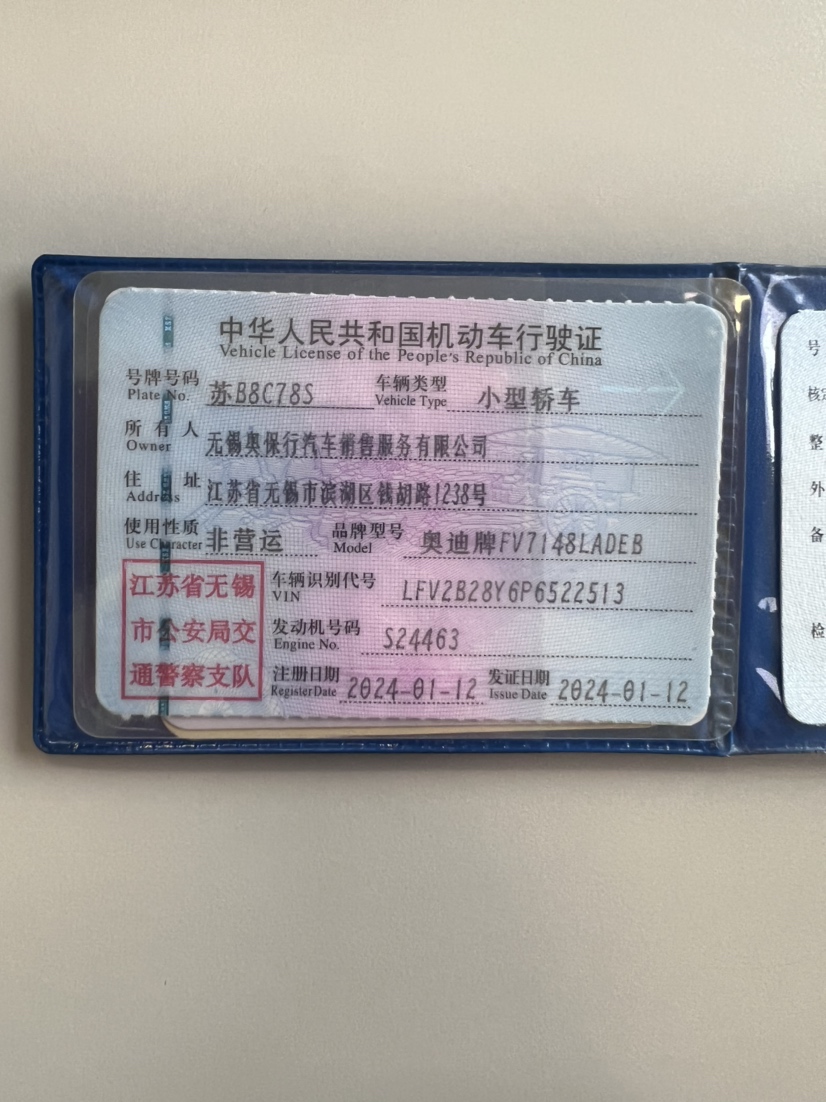 中华人民共和国机动车行驶证
Vehicle License of the People's Republic of China
号牌号码 苏B8C78S 车辆类型 小型轿车
Plate No. Vehicle Type
所有人 无锡奥保行汽车销售服务有限公司
Owner
住址 江苏省无锡市滨湖区钱胡路1238号
Address
使用性质 非营运 品牌型号 奥迪牌FV7148LADEB
Use Character Model
江苏省无锡
市公安局交
通警察支队
车辆识别代号 LFV2B28Y6P6522513
VIN
发动机号码 S24463
Engine No.
注册日期 2024-01-12 发证日期 2024-01-12
Register Date Issue Date
号
核
整
外
备
检